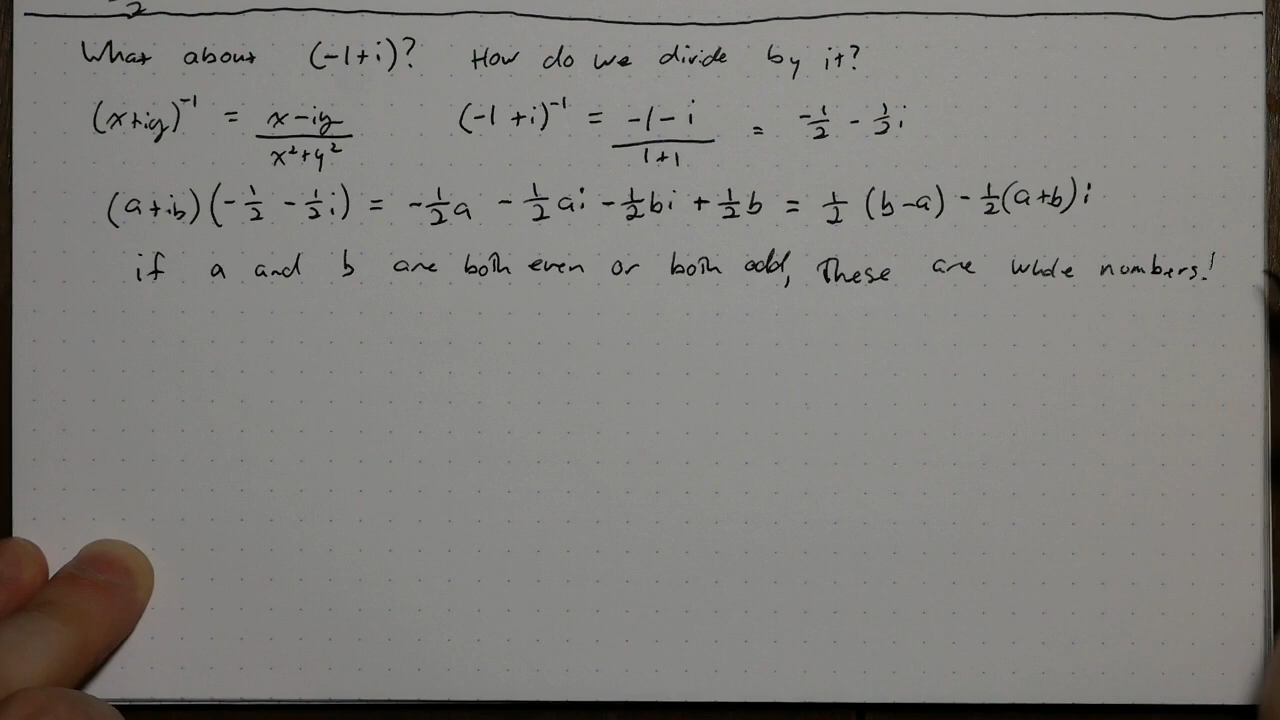 2
What about (-1+i)? How do we divide by it?
(x+iy)⁻¹ = (x-iy)/(x²+y²) (-1+i)⁻¹ = (-1-i)/(1+1) = -1/2 - 1/2 i
(a+ib)(-1/2 - 1/2 i) = -1/2 a - 1/2 ai - 1/2 bi + 1/2 b = 1/2 (b-a) - 1/2 (a+b) i
if a and b are both even or both odd, these are whole numbers!